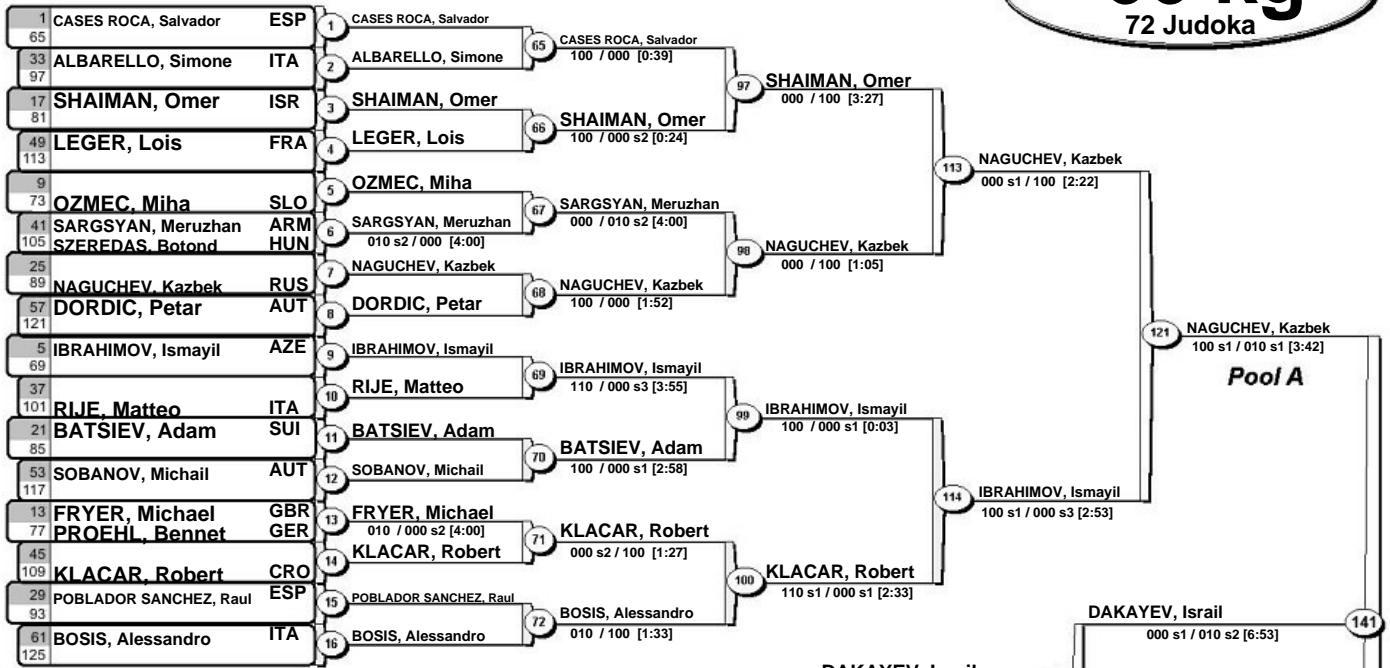 72 Judoka
1 CASES ROCA, Salvador ESP
65
33 ALBARELLO, Simone ITA
97
17 SHAIMAN, Omer ISR
81
49 LEGER, Lois FRA
113
9
73 OZMEC, Miha SLO
41 SARGSYAN, Meruzhan ARM
105 SZEREDAS, Botond HUN
25
89 NAGUCHEV, Kazbek RUS
57 DORDIC, Petar AUT
121
5 IBRAHIMOV, Ismayil AZE
69
37
101 RIJE, Matteo ITA
21 BATSIEV, Adam SUI
85
53 SOBANOV, Michail AUT
117
13 FRYER, Michael GBR
77 PROEHL, Bennet GER
45
109 KLACAR, Robert CRO
29 POBLADOR SANCHEZ, Raul ESP
93
61 BOSIS, Alessandro ITA
125
1 CASES ROCA, Salvador
2 ALBARELLO, Simone
3 SHAIMAN, Omer
4 LEGER, Lois
5 OZMEC, Miha
6 SARGSYAN, Meruzhan
010 s2 / 000 [4:00]
7 NAGUCHEV, Kazbek
8 DORDIC, Petar
9 IBRAHIMOV, Ismayil
10 RIJE, Matteo
11 BATSIEV, Adam
12 SOBANOV, Michail
13 FRYER, Michael
010 / 000 s2 [4:00]
14 KLACAR, Robert
15 POBLADOR SANCHEZ, Raul
16 BOSIS, Alessandro
65 CASES ROCA, Salvador
100 / 000 [0:39]
66 SHAIMAN, Omer
100 / 000 s2 [0:24]
67 SARGSYAN, Meruzhan
000 / 010 s2 [4:00]
68 NAGUCHEV, Kazbek
100 / 000 [1:52]
69 IBRAHIMOV, Ismayil
110 / 000 s3 [3:55]
70 BATSIEV, Adam
100 / 000 s1 [2:58]
71 KLACAR, Robert
000 s2 / 100 [1:27]
72 BOSIS, Alessandro
010 / 100 [1:33]
97 SHAIMAN, Omer
000 / 100 [3:27]
98 NAGUCHEV, Kazbek
000 / 100 [1:05]
99 IBRAHIMOV, Ismayil
100 / 000 s1 [0:03]
100 KLACAR, Robert
110 s1 / 000 s1 [2:33]
113 NAGUCHEV, Kazbek
000 s1 / 100 [2:22]
114 IBRAHIMOV, Ismayil
100 s1 / 000 s3 [2:53]
121 NAGUCHEV, Kazbek
100 s1 / 010 s1 [3:42]
Pool A
DAKAYEV, Israil 141
000 s1 / 010 s2 [6:53]